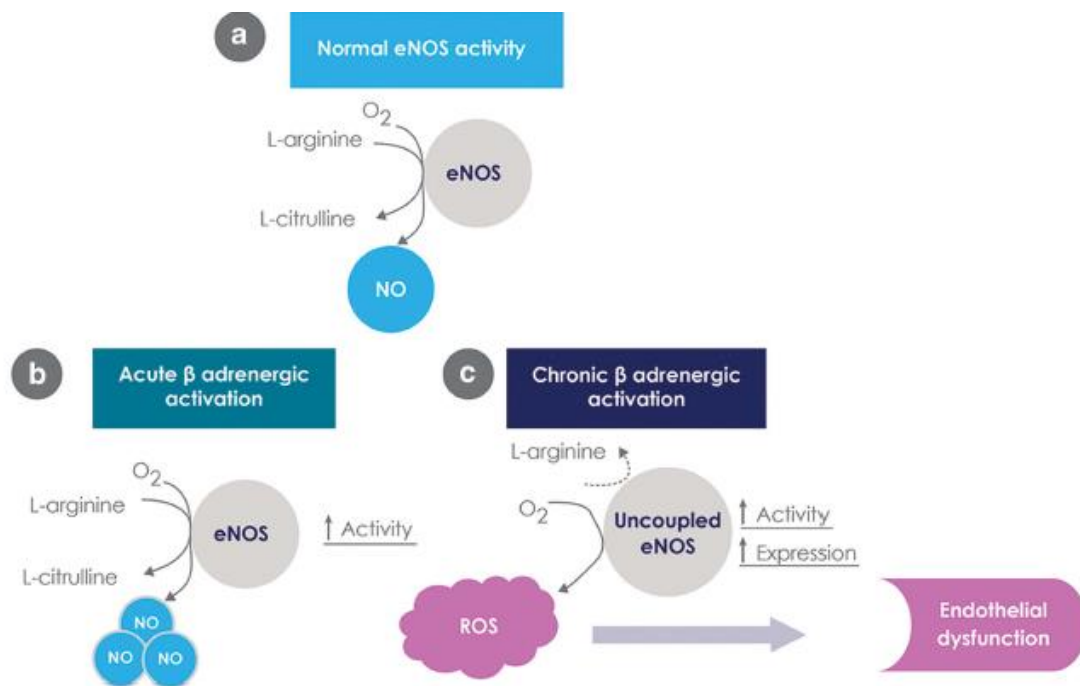 a
Normal eNOS activity
O₂
L-arginine
eNOS
L-citrulline
NO
b
Acute β adrenergic
activation
O₂
L-arginine
eNOS
↑ Activity
L-citrulline
NO
NO
NO
c
Chronic β adrenergic
activation
L-arginine
O₂
Uncoupled
eNOS
↑ Activity
↑ Expression
ROS
Endothelial
dysfunction